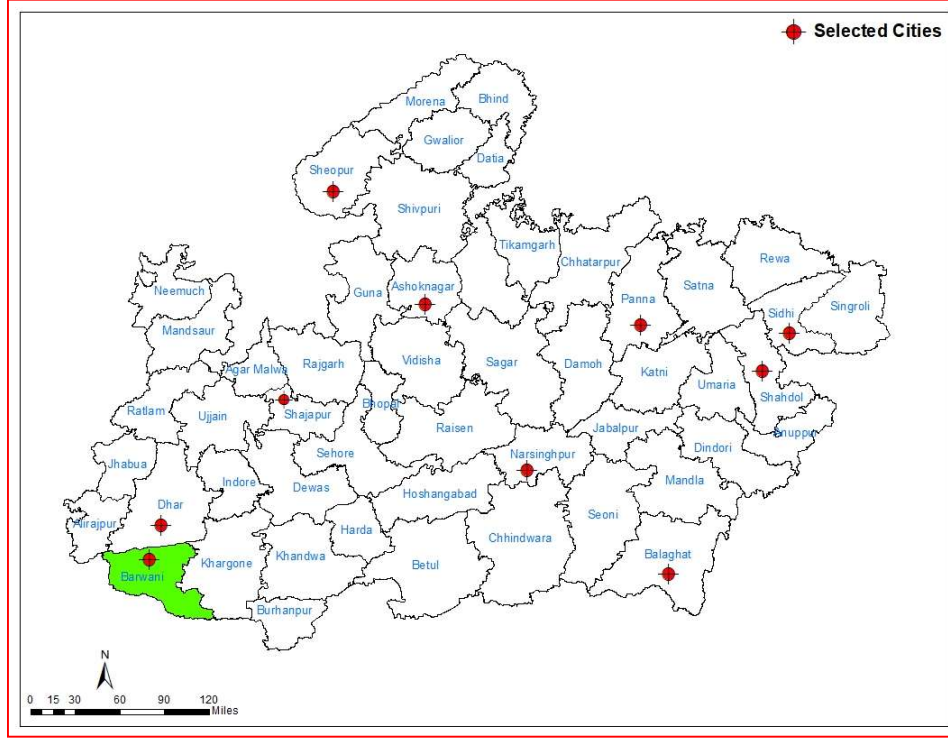 Selected Cities
Morena
Bhind
Gwalior
Datia
Sheopur
Shivpuri
Tikamgarh
Chhatarpur
Rewa
Neemuch
Guna
Ashoknagar
Panna
Satna
Singroli
Sidhi
Mandsaur
Agar Malwa
Rajgarh
Vidisha
Sagar
Damoh
Katni
Umaria
Shahdol
Ratlam
Ujjain
Shajapur
Bhopal
Raisen
Jabalpur
Anuppur
Dindori
Jhabua
Indore
Sehore
Narsinghpur
Dewas
Hoshangabad
Mandla
Alirajpur
Dhar
Harda
Chhindwara
Seoni
Barwani
Khargone
Khandwa
Betul
Balaghat
Burhanpur
N
0 15 30 60 90 120
Miles